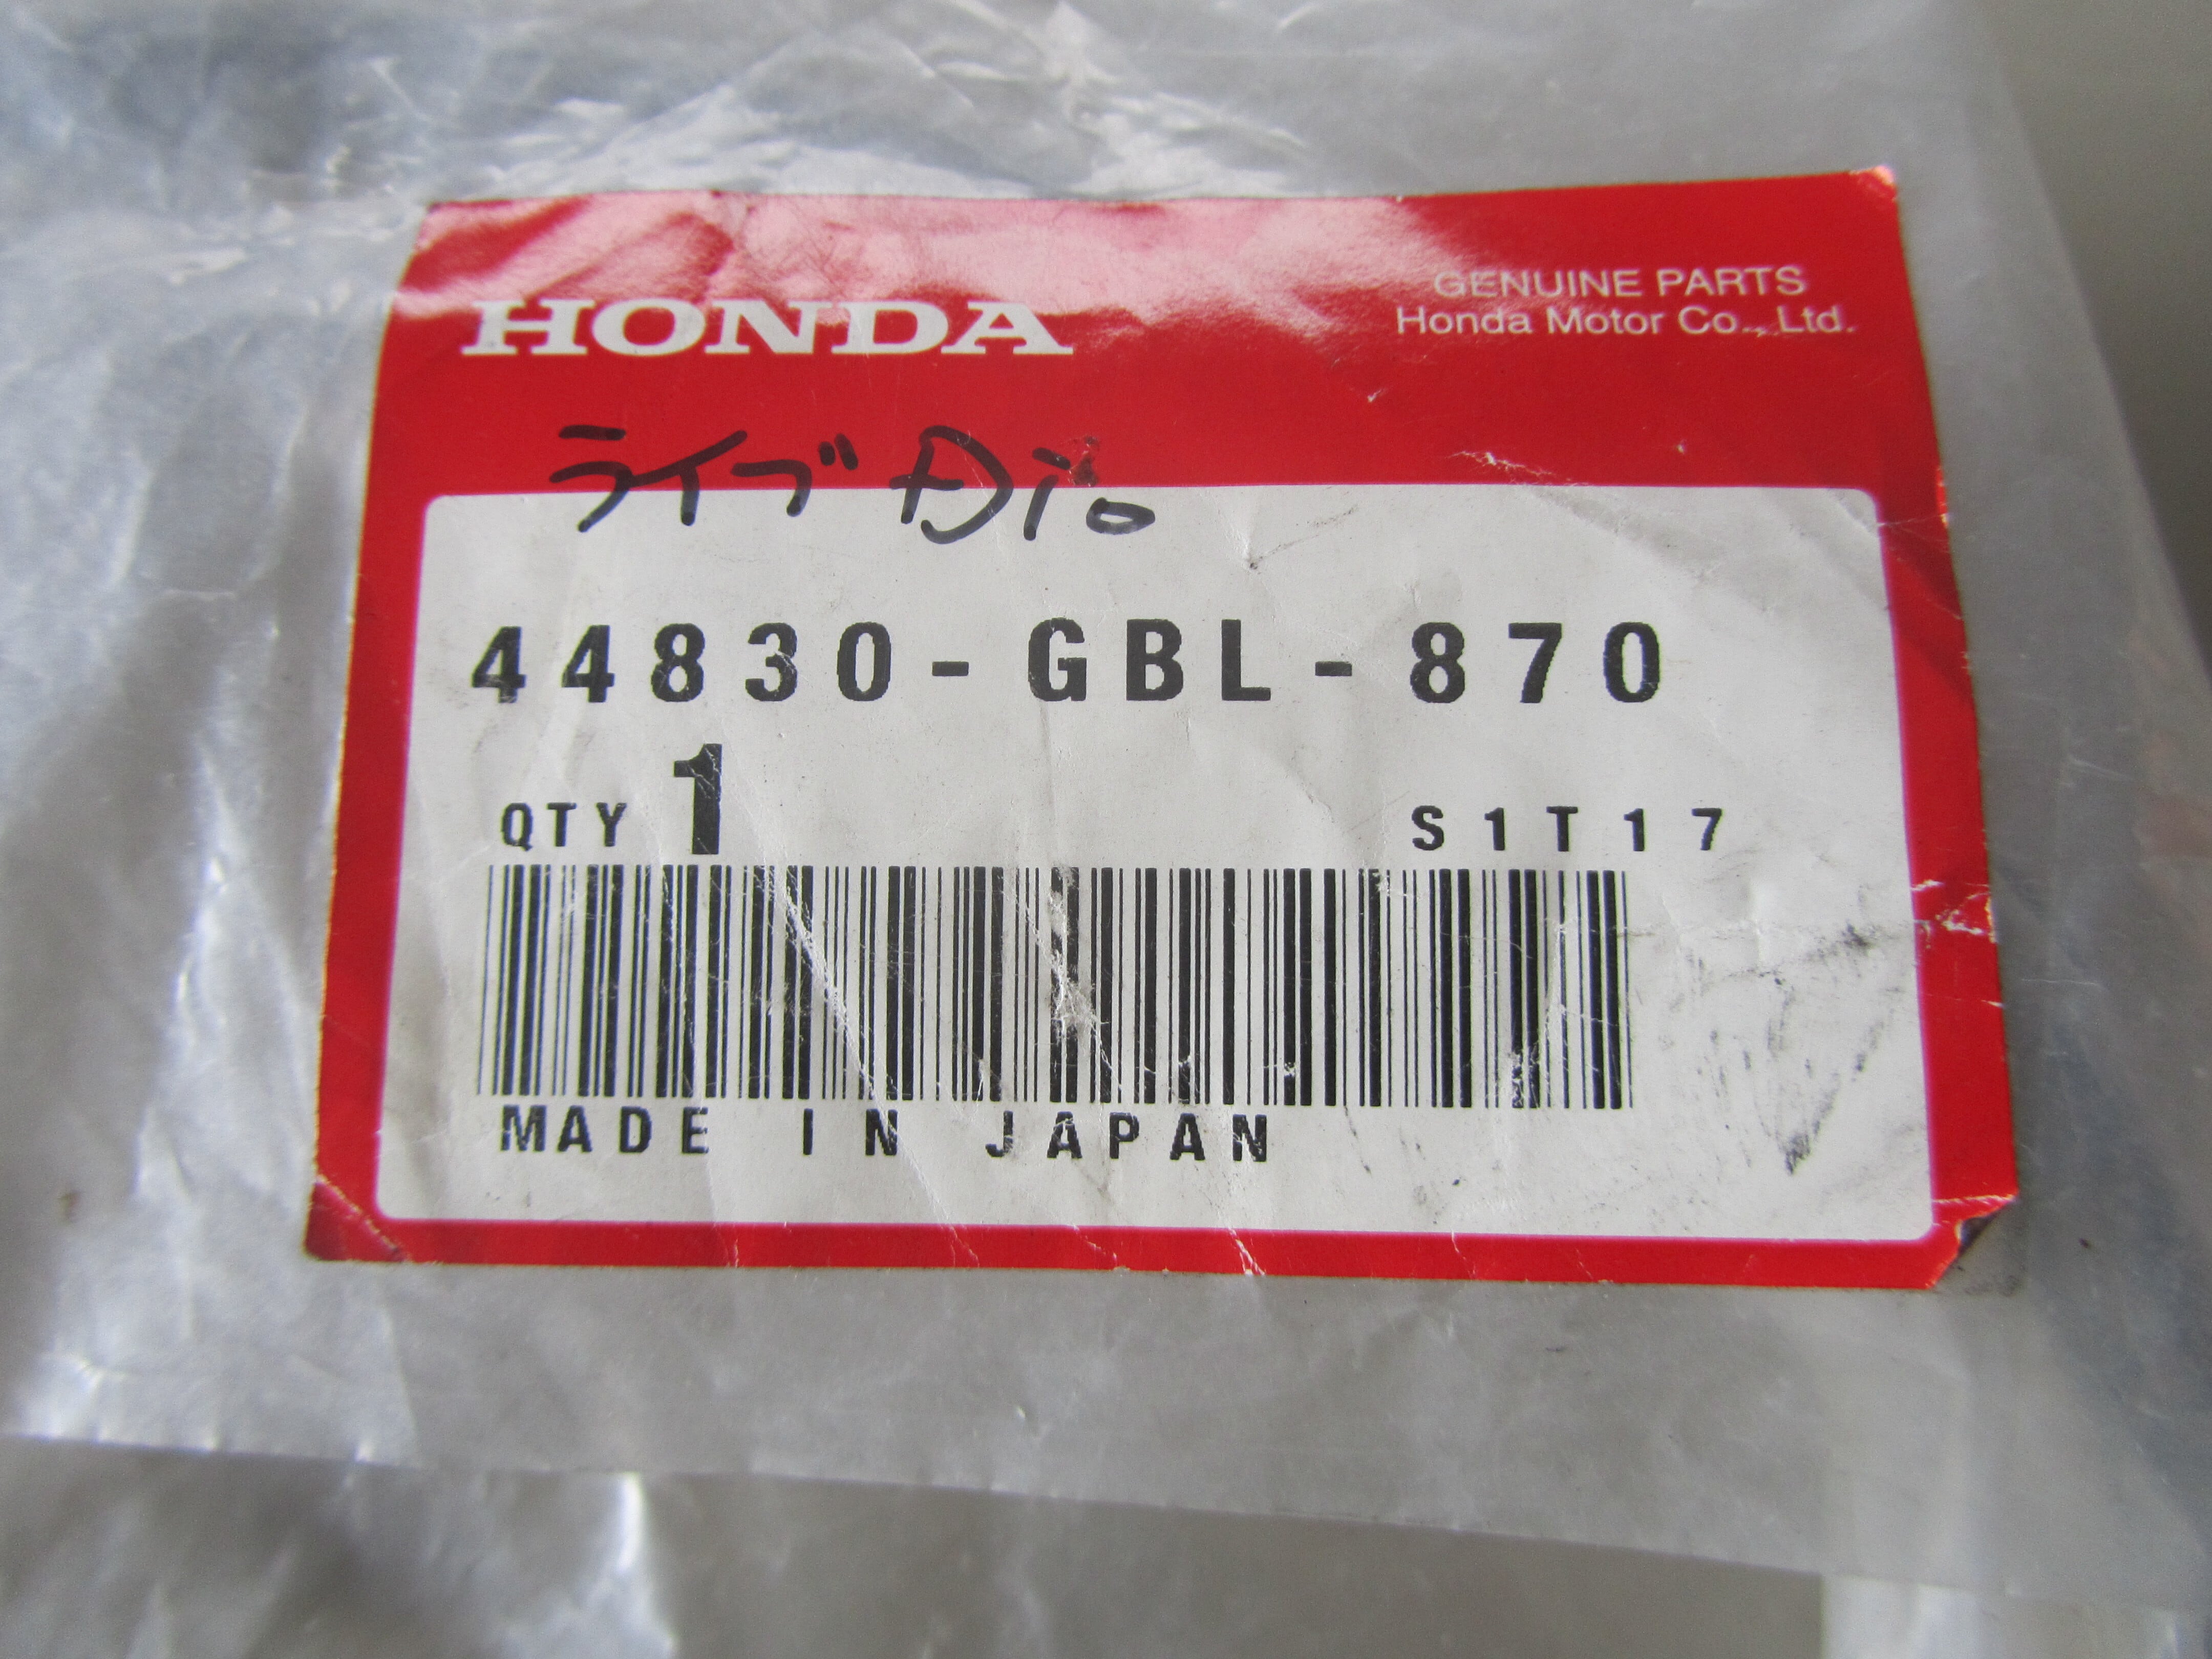 HONDA
GENUINE PARTS
Honda Motor Co., Ltd.
ライブDio
44830-GBL-870
QTY 1
S1T17
MADE IN JAPAN